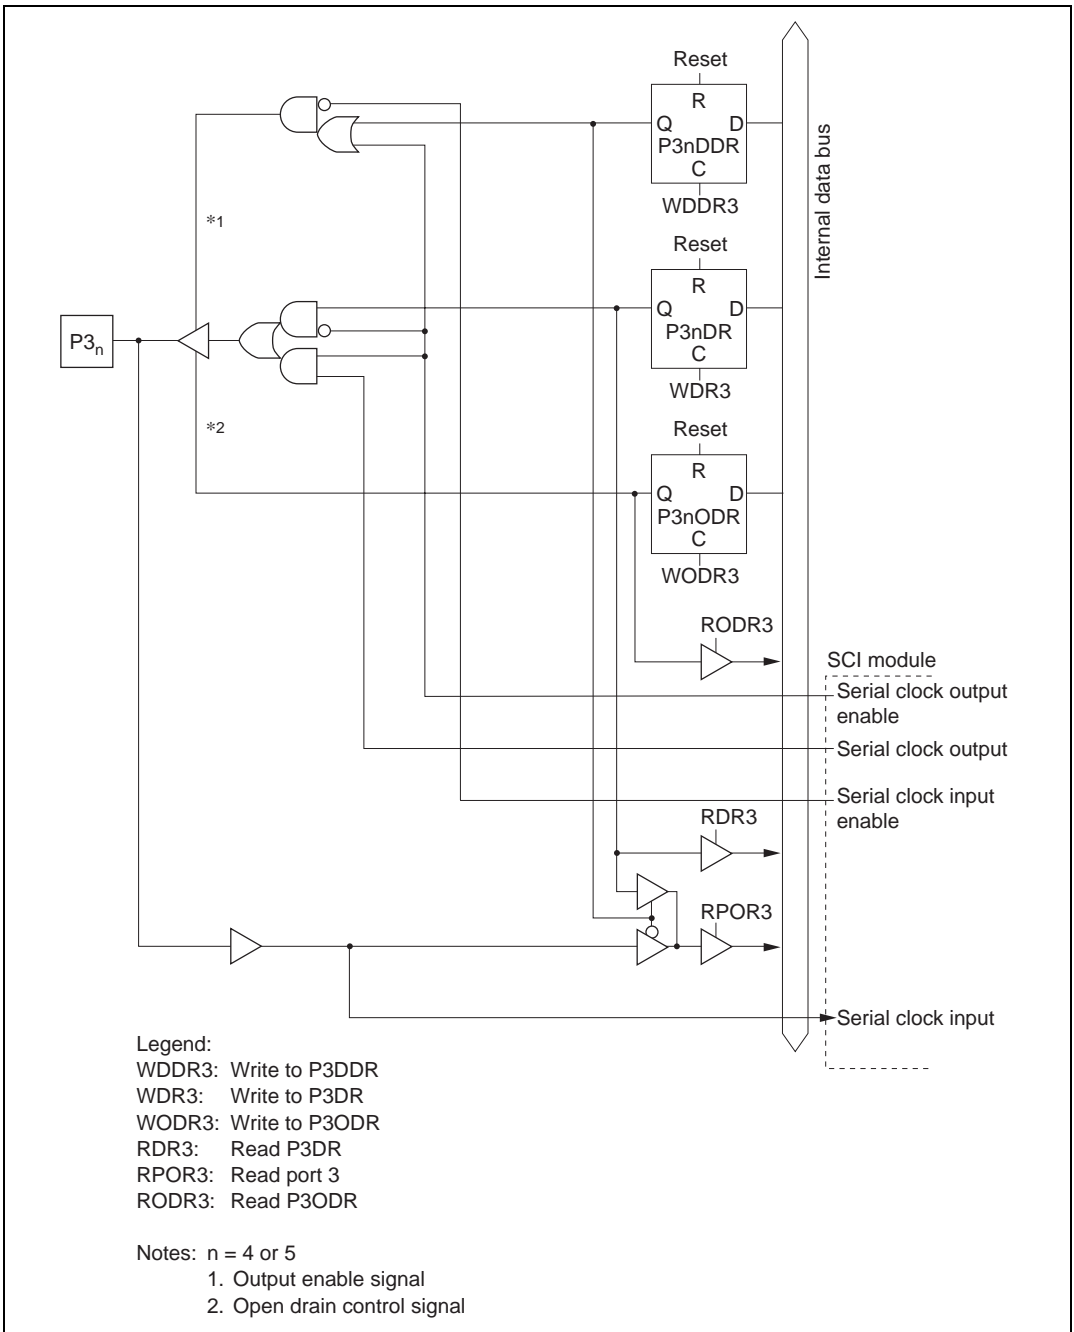 Reset
R
Q D
P3nDDR
C
WDDR3
Internal data bus
*1
Reset
R
Q D
P3nDR
C
WDR3
P3n
*2
Reset
R
Q D
P3nODR
C
WODR3
RODR3
SCI module
Serial clock output
enable
Serial clock output
Serial clock input
enable
RDR3
RPOR3
Serial clock input
Legend:
WDDR3: Write to P3DDR
WDR3: Write to P3DR
WODR3: Write to P3ODR
RDR3: Read P3DR
RPOR3: Read port 3
RODR3: Read P3ODR
Notes: n = 4 or 5
1. Output enable signal
2. Open drain control signal